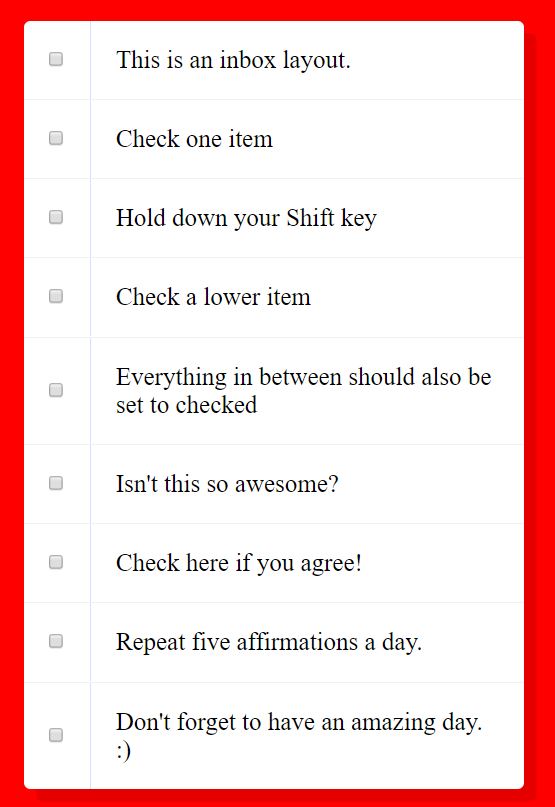 This is an inbox layout.
Check one item
Hold down your Shift key
Check a lower item
Everything in between should also be
set to checked
Isn't this so awesome?
Check here if you agree!
Repeat five affirmations a day.
Don't forget to have an amazing day.
:)